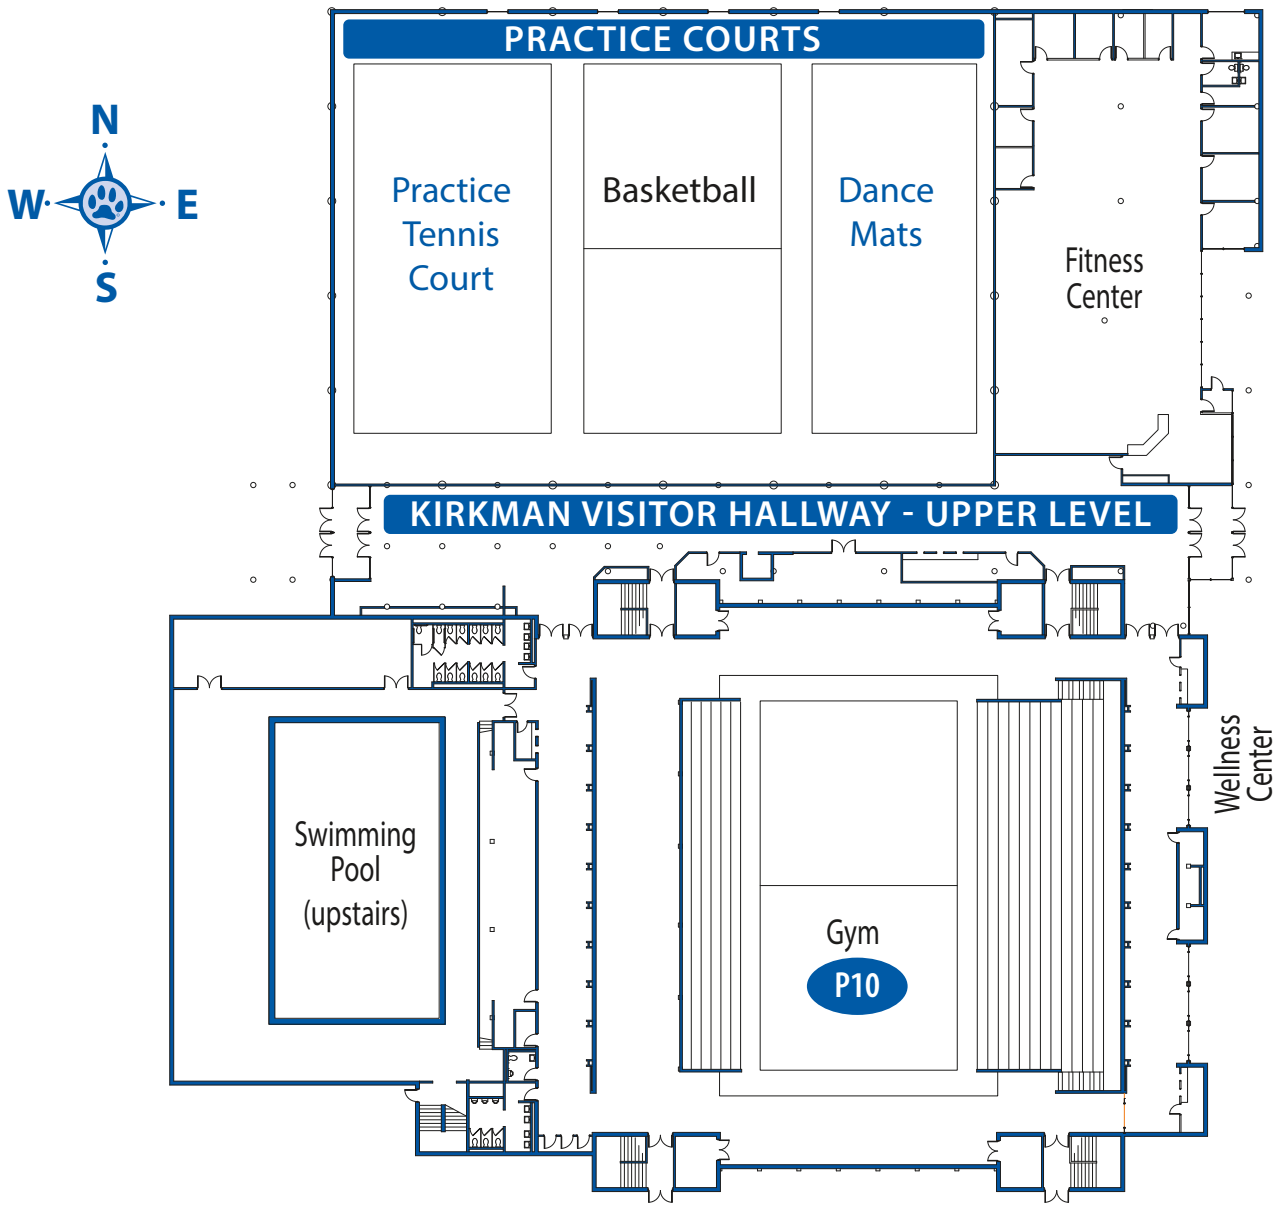 PRACTICE COURTS
N
W
E
S
Practice
Tennis
Court
Basketball
Dance
Mats
Fitness
Center
KIRKMAN VISITOR HALLWAY - UPPER LEVEL
Swimming
Pool
(upstairs)
Gym
P10
Wellness
Center